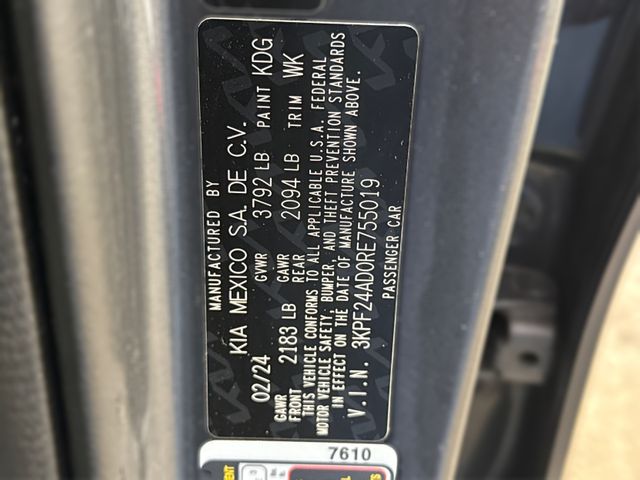 MANUFACTURED BY
KIA MEXICO S.A. DE C.V.
02/24 GVWR 3792 LB PAINT KDG
GAWR FRONT 2183 LB GAWR REAR 2094 LB TRIM WK
THIS VEHICLE CONFORMS TO ALL APPLICABLE U.S.A. FEDERAL
MOTOR VEHICLE SAFETY, BUMPER, AND THEFT PREVENTION STANDARDS
IN EFFECT ON THE DATE OF MANUFACTURE SHOWN ABOVE.
V.I.N. 3KPF24AD0RE755019
PASSENGER CAR
7610